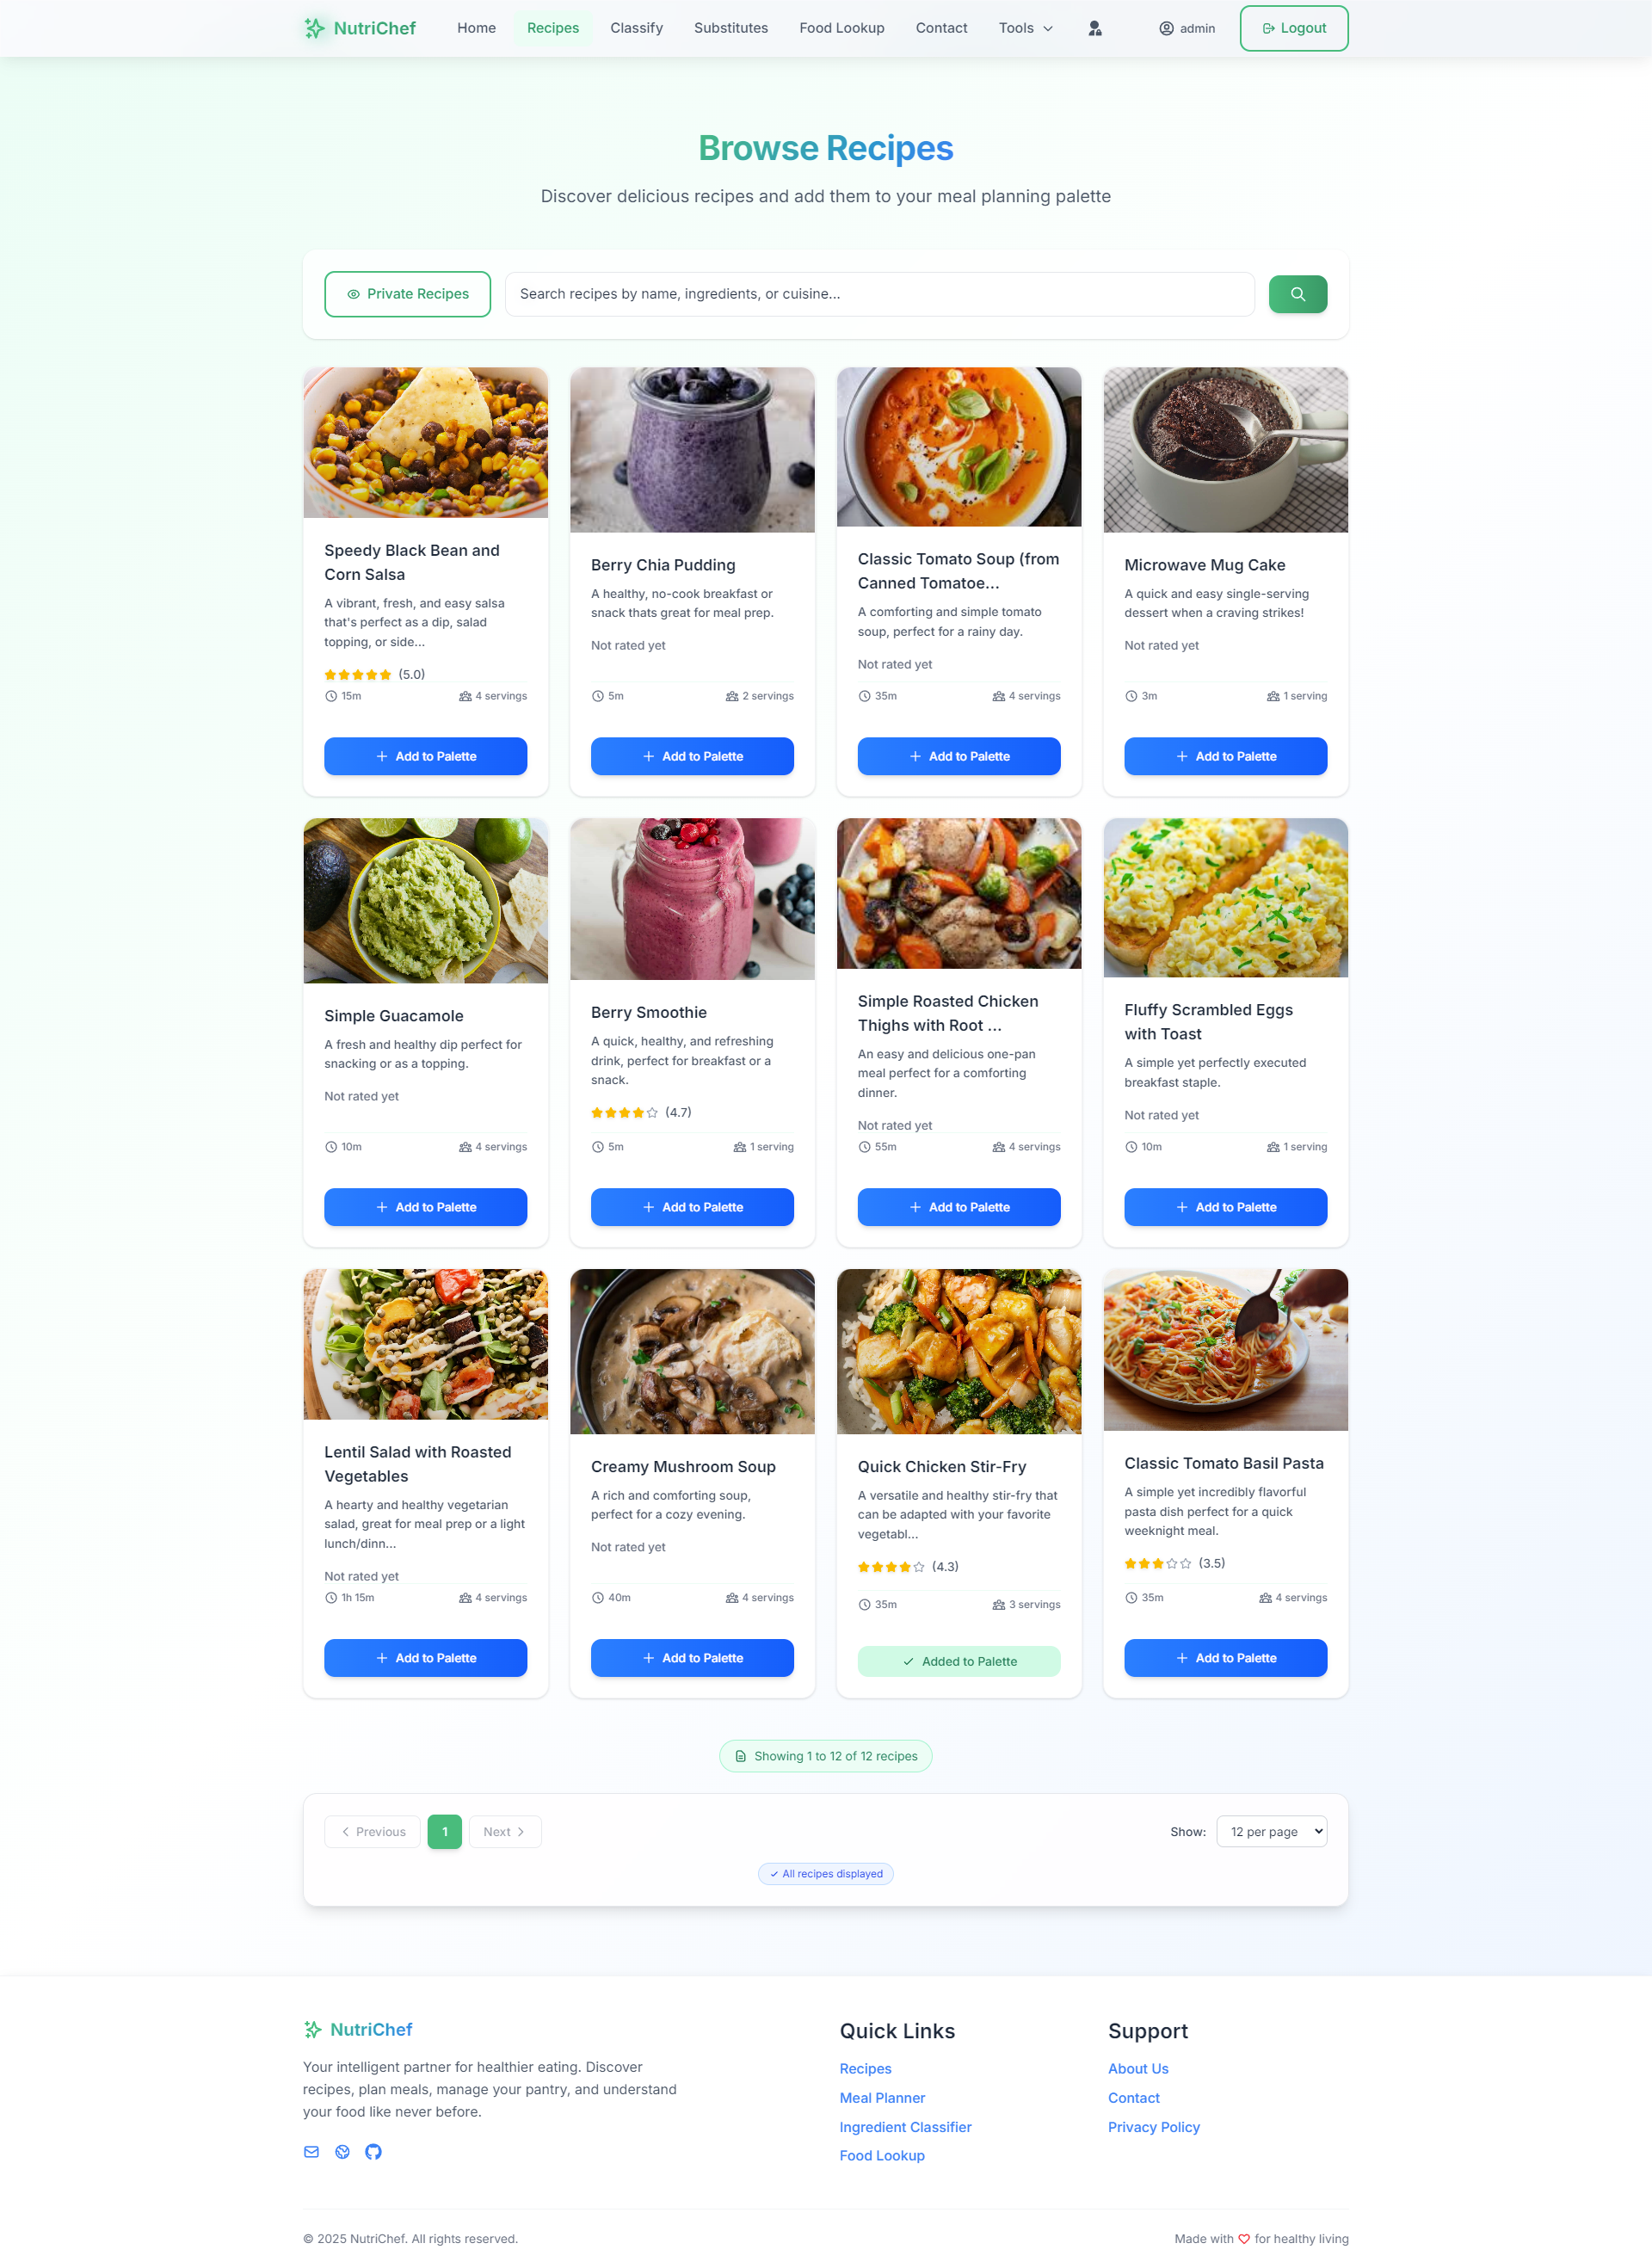 NutriChef
Home
Recipes
Classify
Substitutes
Food Lookup
Contact
Tools
admin
Logout
Browse Recipes
Discover delicious recipes and add them to your meal planning palette
Private Recipes
Search recipes by name, ingredients, or cuisine...
Speedy Black Bean and
Corn Salsa
A vibrant, fresh, and easy salsa
that's perfect as a dip, salad
topping, or side...
(5.0)
15m
4 servings
Add to Palette
Berry Chia Pudding
A healthy, no-cook breakfast or
snack thats great for meal prep.
Not rated yet
5m
2 servings
Add to Palette
Classic Tomato Soup (from
Canned Tomatoe...
A comforting and simple tomato
soup, perfect for a rainy day.
Not rated yet
35m
4 servings
Add to Palette
Microwave Mug Cake
A quick and easy single-serving
dessert when a craving strikes!
Not rated yet
3m
1 serving
Add to Palette
Simple Guacamole
A fresh and healthy dip perfect for
snacking or as a topping.
Not rated yet
10m
4 servings
Add to Palette
Berry Smoothie
A quick, healthy, and refreshing
drink, perfect for breakfast or a
snack.
(4.7)
5m
1 serving
Add to Palette
Simple Roasted Chicken
Thighs with Root ...
An easy and delicious one-pan
meal perfect for a comforting
dinner.
Not rated yet
55m
4 servings
Add to Palette
Fluffy Scrambled Eggs
with Toast
A simple yet perfectly executed
breakfast staple.
Not rated yet
10m
1 serving
Add to Palette
Lentil Salad with Roasted
Vegetables
A hearty and healthy vegetarian
salad, great for meal prep or a light
lunch/dinn...
Not rated yet
1h 15m
4 servings
Add to Palette
Creamy Mushroom Soup
A rich and comforting soup,
perfect for a cozy evening.
Not rated yet
40m
4 servings
Add to Palette
Quick Chicken Stir-Fry
A versatile and healthy stir-fry that
can be adapted with your favorite
vegetabl...
(4.3)
35m
3 servings
Added to Palette
Classic Tomato Basil Pasta
A simple yet incredibly flavorful
pasta dish perfect for a quick
weeknight meal.
(3.5)
35m
4 servings
Add to Palette
Showing 1 to 12 of 12 recipes
Previous
1
Next
Show:
12 per page
All recipes displayed
NutriChef
Your intelligent partner for healthier eating. Discover
recipes, plan meals, manage your pantry, and understand
your food like never before.
Quick Links
Recipes
Meal Planner
Ingredient Classifier
Food Lookup
Support
About Us
Contact
Privacy Policy
© 2025 NutriChef. All rights reserved.
Made with for healthy living